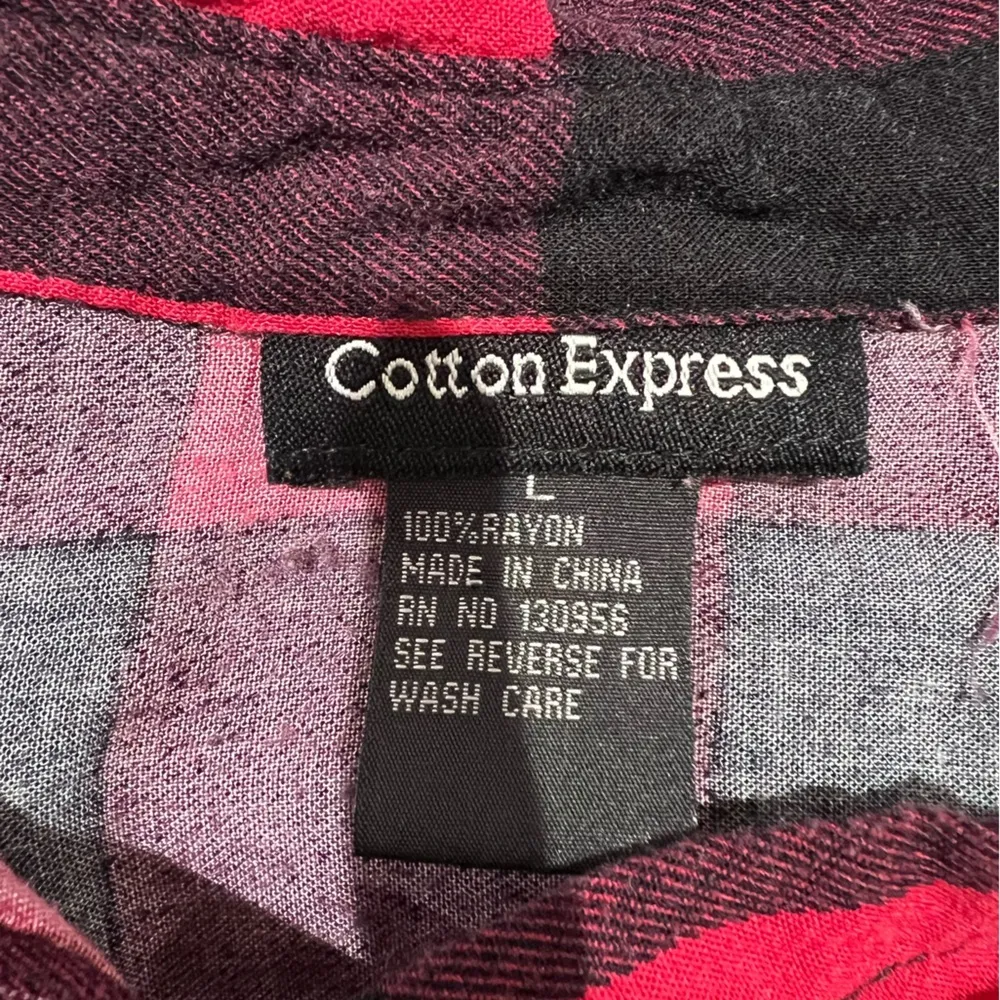 Cotton Express
L
100%RAYON
MADE IN CHINA
RN NO 130956
SEE REVERSE FOR
WASH CARE